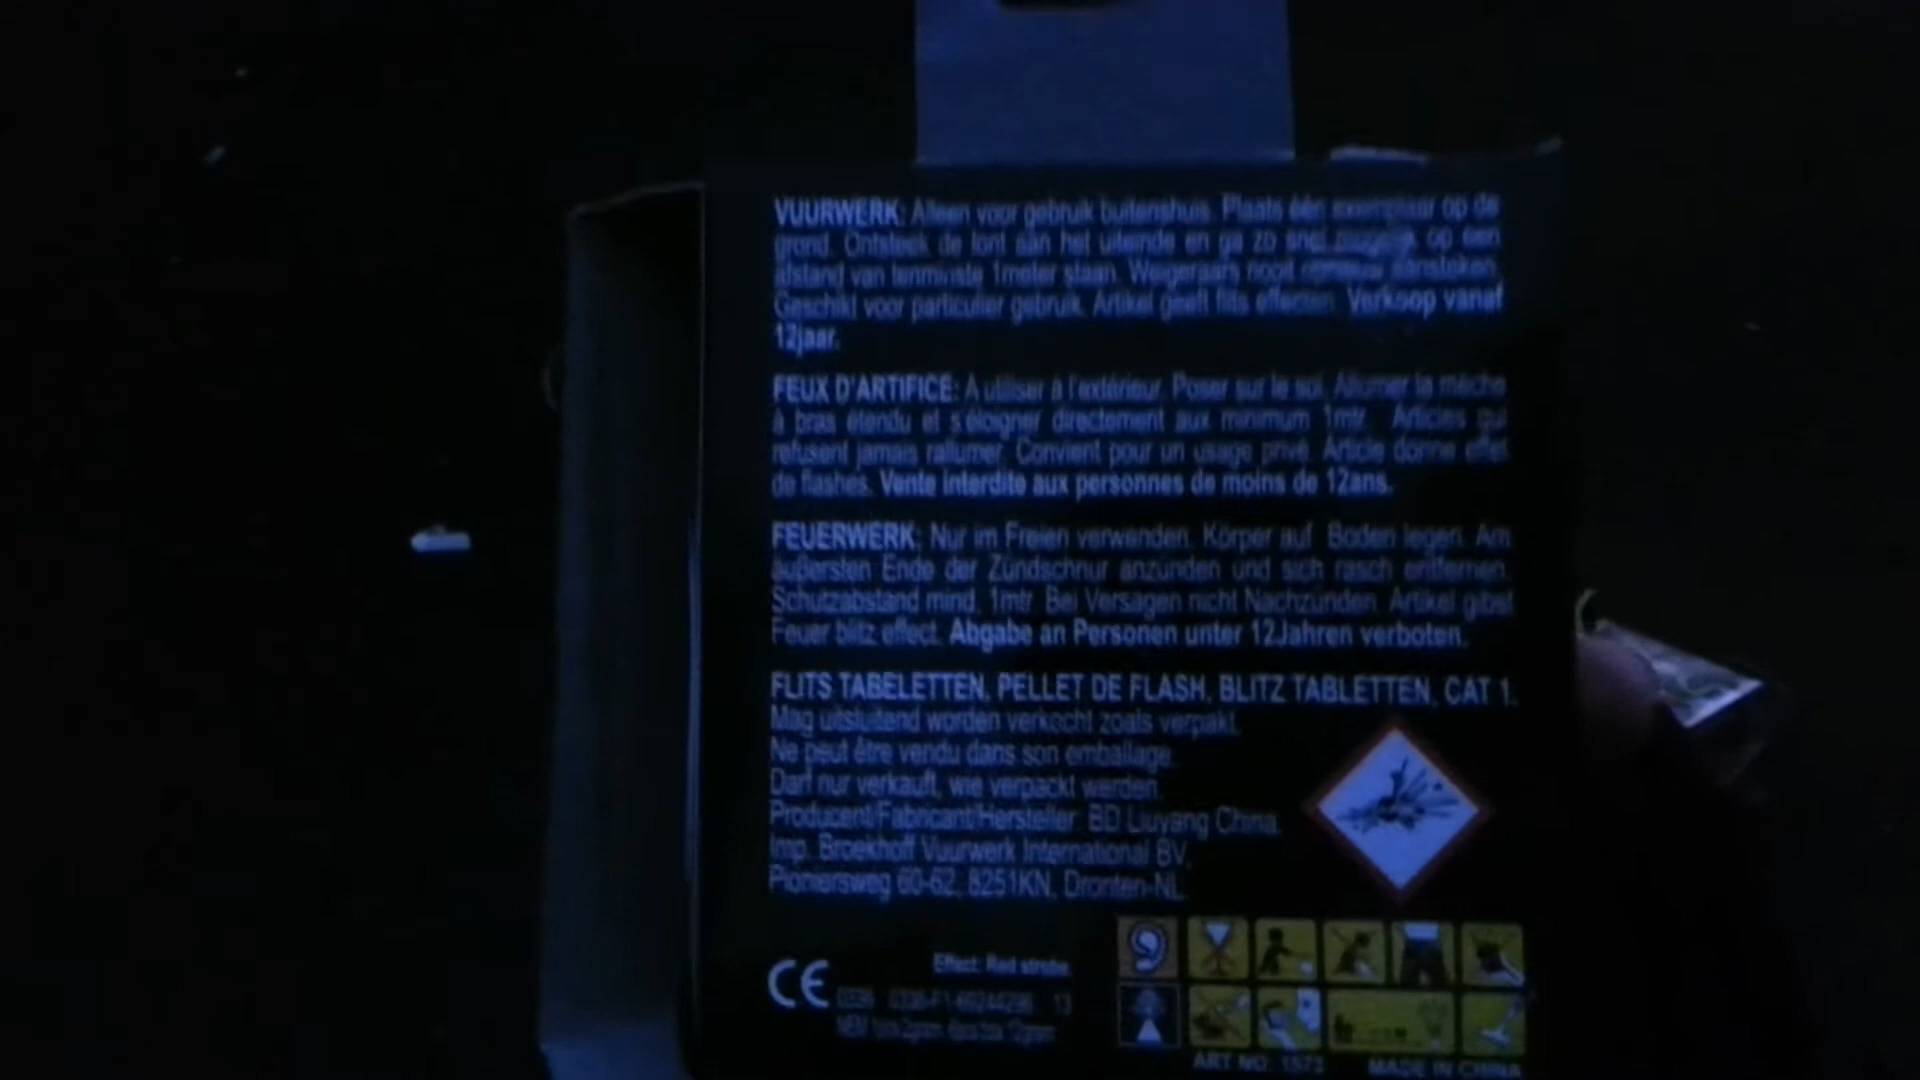 VUURWERK: Alleen voor gebruik buitenshuis. Plaats één exemplaar op de
grond. Ontsteek de lont aan het uiteinde en ga zo snel mogelijk op een
afstand van tenminste 1meter staan. Weigeraars nooit opnieuw aansteken.
Geschikt voor particulier gebruik. Artikel geeft flits effecten. Verkoop vanaf
12jaar.
FEUX D'ARTIFICE: A utiliser à l'extérieur. Poser sur le sol. Allumer la mèche
à bras étendu et s'éloigner directement aux minimum 1mtr. Articles qui
refusent jamais rallumer. Convient pour un usage privé. Article donne effet
de flashes. Vente interdite aux personnes de moins de 12ans.
FEUERWERK: Nur im Freien verwenden. Körper auf Boden legen. Am
äußersten Ende der Zündschnur anzünden und sich rasch entfernen.
Schutzabstand mind. 1mtr. Bei Versagen nicht Nachzünden. Artikel gibst
Feuer blitz effect. Abgabe an Personen unter 12Jahren verboten.
FLITS TABELETTEN, PELLET DE FLASH, BLITZ TABLETTEN, CAT 1.
Mag uitsluitend worden verkocht zoals verpakt.
Ne peut être vendu dans son emballage.
Darf nur verkauft, wie verpackt werden.
Producent/Fabricant/Hersteller: BD Liuyang China.
Imp. Broekhoff Vuurwerk International BV,
Pioniersweg 60-62, 8251KN, Dronten-NL.
Effect: Red strobe
CE
13
ART NO: 1573 MADE IN CHINA